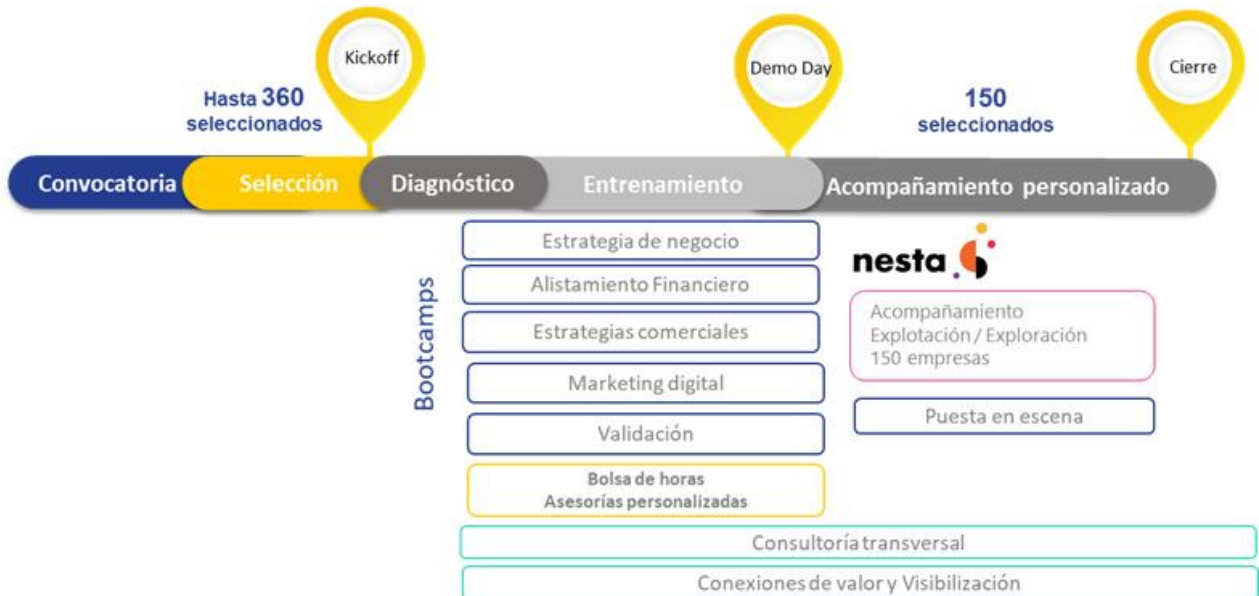 Kickoff
Demo Day
Cierre
Hasta 360
seleccionados
150
seleccionados
Convocatoria
Selección
Diagnóstico
Entrenamiento
Acompañamiento personalizado
Bootcamps
Estrategia de negocio
Alistamiento Financiero
Estrategias comerciales
Marketing digital
Validación
Bolsa de horas
Asesorías personalizadas
nesta
Acompañamiento
Explotación / Exploración
150 empresas
Puesta en escena
Consultoría transversal
Conexiones de valor y Visibilización